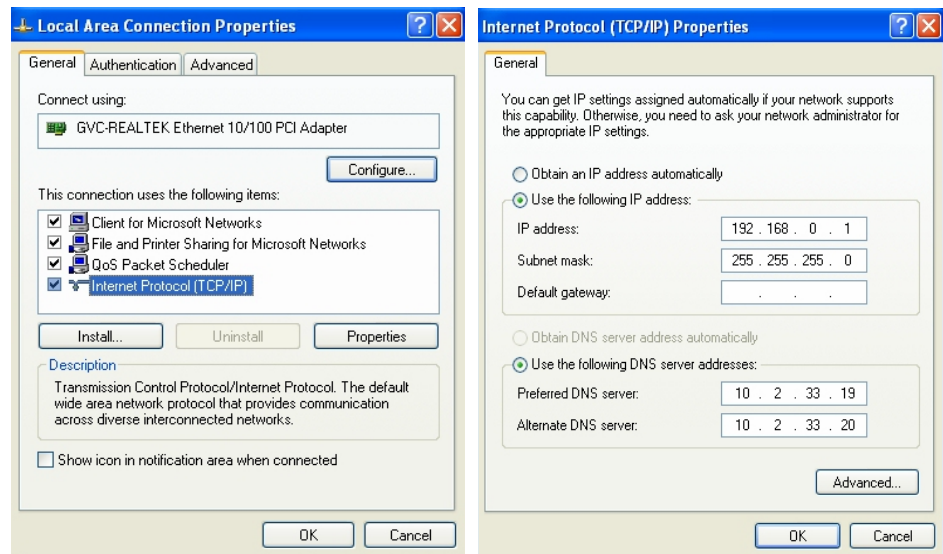 Local Area Connection Properties
General
Authentication
Advanced
Connect using:
GVC-REALTEK Ethernet 10/100 PCI Adapter
Configure...
This connection uses the following items:
Client for Microsoft Networks
File and Printer Sharing for Microsoft Networks
QoS Packet Scheduler
Internet Protocol (TCP/IP)
Install...
Uninstall
Properties
Description
Transmission Control Protocol/Internet Protocol. The default
wide area network protocol that provides communication
across diverse interconnected networks.
Show icon in notification area when connected
OK
Cancel
Internet Protocol (TCP/IP) Properties
General
You can get IP settings assigned automatically if your network supports
this capability. Otherwise, you need to ask your network administrator for
the appropriate IP settings.
Obtain an IP address automatically
Use the following IP address:
IP address: 192 . 168 . 0 . 1
Subnet mask: 255 . 255 . 255 . 0
Default gateway: . . .
Obtain DNS server address automatically
Use the following DNS server addresses:
Preferred DNS server: 10 . 2 . 33 . 19
Alternate DNS server: 10 . 2 . 33 . 20
Advanced...
OK
Cancel